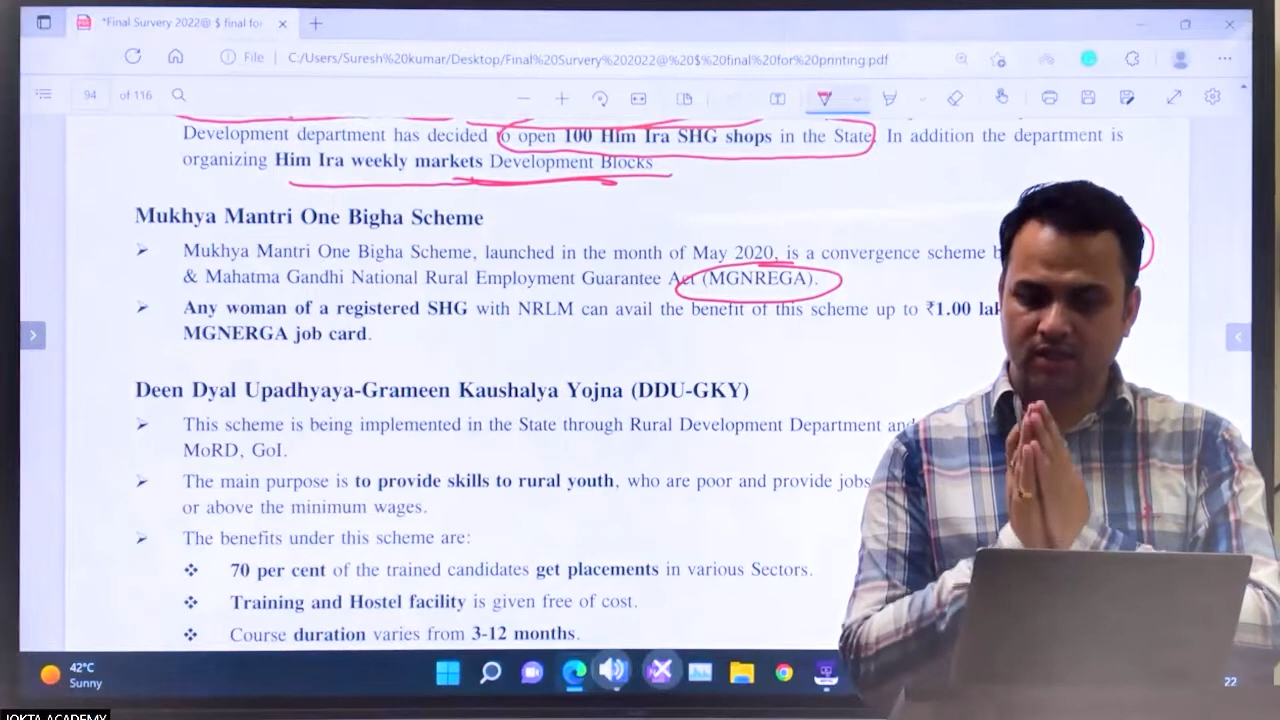 *Final Survery 2022@ $ final for
File
C:/Users/Suresh%20kumar/Desktop/Final%20Survery%202022@%20$%20final%20for%20printing.pdf
94 of 116
Development department has decided to open 100 Him Ira SHG shops in the State. In addition the department is
organizing Him Ira weekly markets Development Blocks
Mukhya Mantri One Bigha Scheme
➢ Mukhya Mantri One Bigha Scheme, launched in the month of May 2020, is a convergence scheme
& Mahatma Gandhi National Rural Employment Guarantee Act (MGNREGA).
➢ Any woman of a registered SHG with NRLM can avail the benefit of this scheme up to ₹1.00
MGNERGA job card.
Deen Dyal Upadhyaya-Grameen Kaushalya Yojna (DDU-GKY)
➢ This scheme is being implemented in the State through Rural Development Department and
MoRD, GoI.
➢ The main purpose is to provide skills to rural youth, who are poor and provide jobs
or above the minimum wages.
➢ The benefits under this scheme are:
❖ 70 per cent of the trained candidates get placements in various Sectors.
❖ Training and Hostel facility is given free of cost.
❖ Course duration varies from 3-12 months.
42°C
Sunny
22
JOKTA ACADEMY